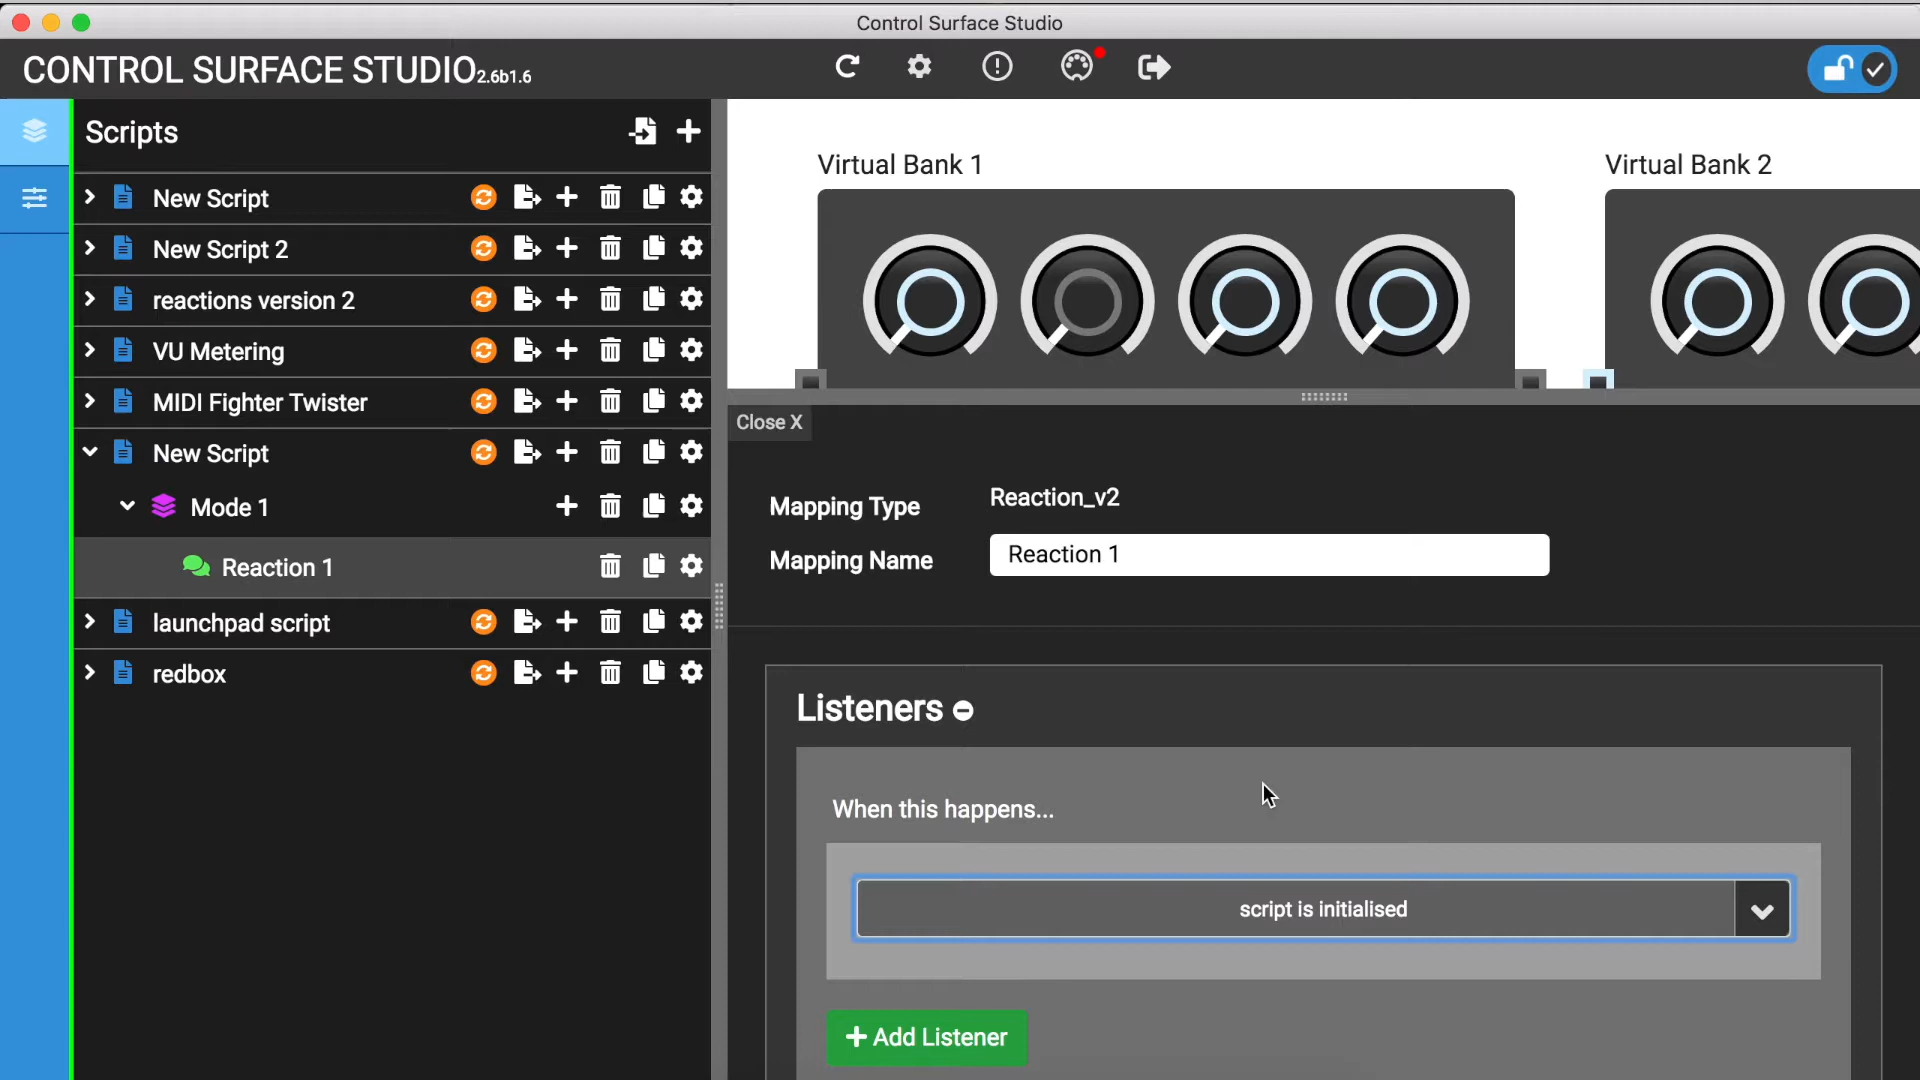 Control Surface Studio
CONTROL SURFACE STUDIO 2.6b1.6
Scripts
New Script
New Script 2
reactions version 2
VU Metering
MIDI Fighter Twister
New Script
Mode 1
Reaction 1
launchpad script
redbox
Virtual Bank 1
Virtual Bank 2
Close X
Mapping Type
Reaction_v2
Mapping Name
Reaction 1
Listeners
When this happens...
script is initialised
Add Listener